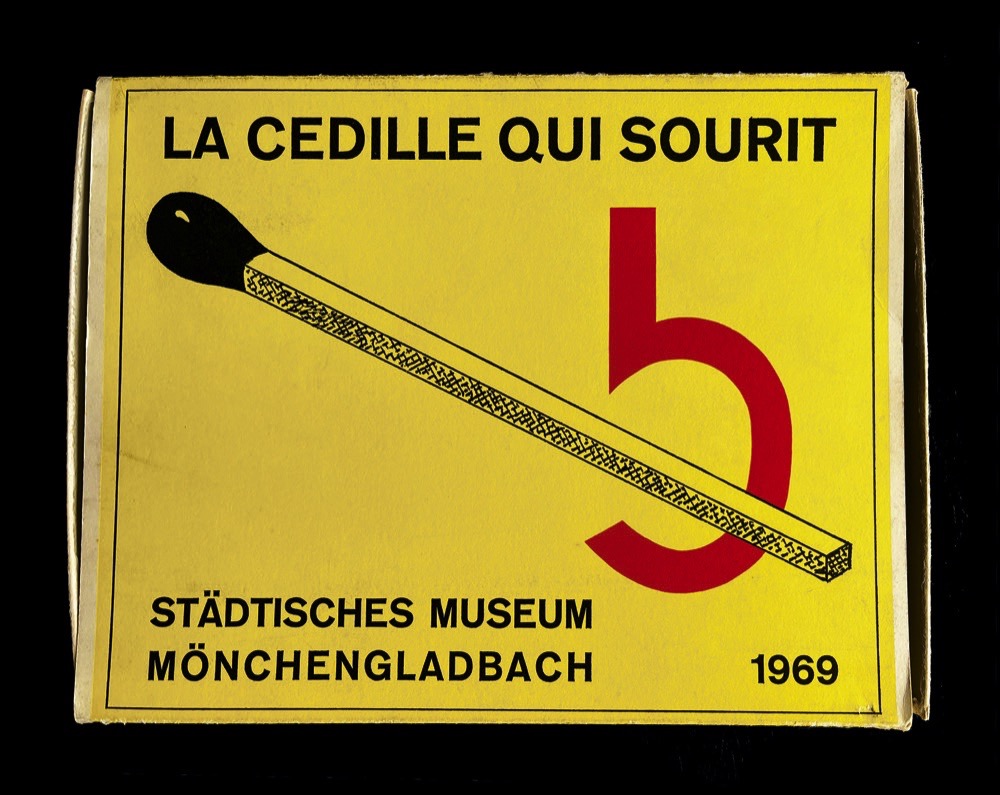 LA CEDILLE QUI SOURIT
STÄDTISCHES MUSEUM
MÖNCHENGLADBACH
1969